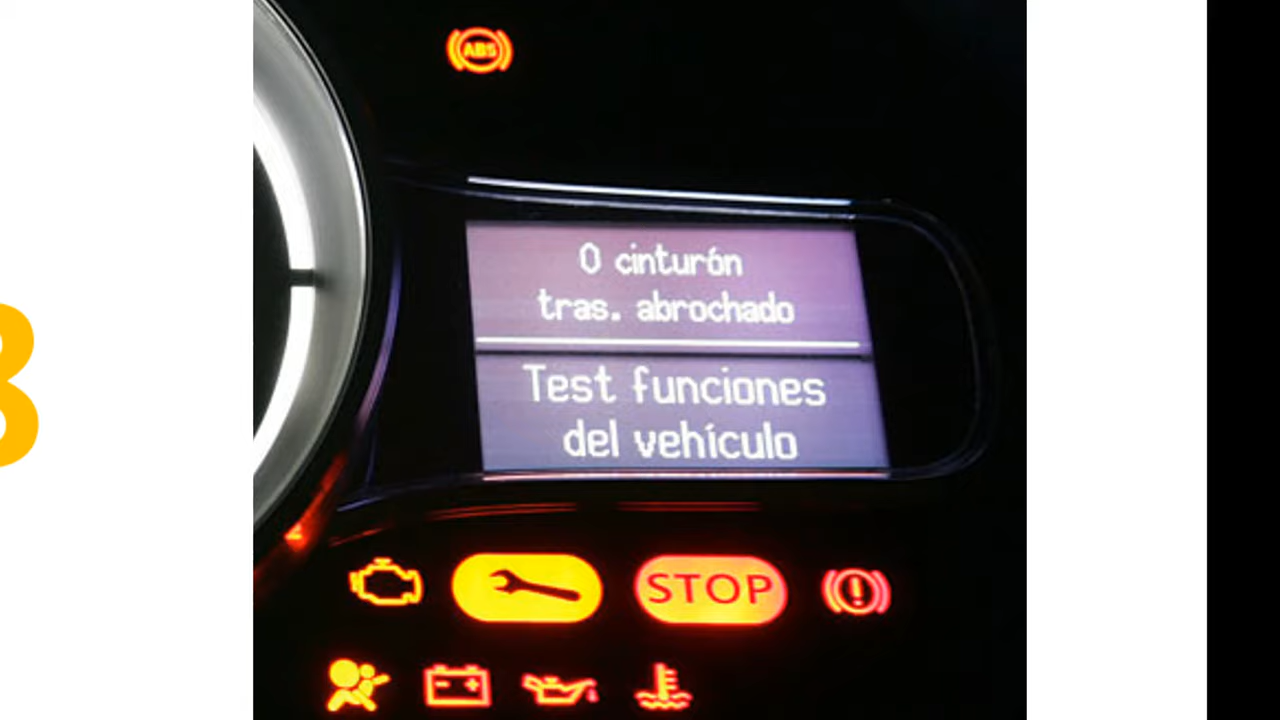 ABS
0 cinturón
tras. abrochado
Test funciones
del vehículo
STOP